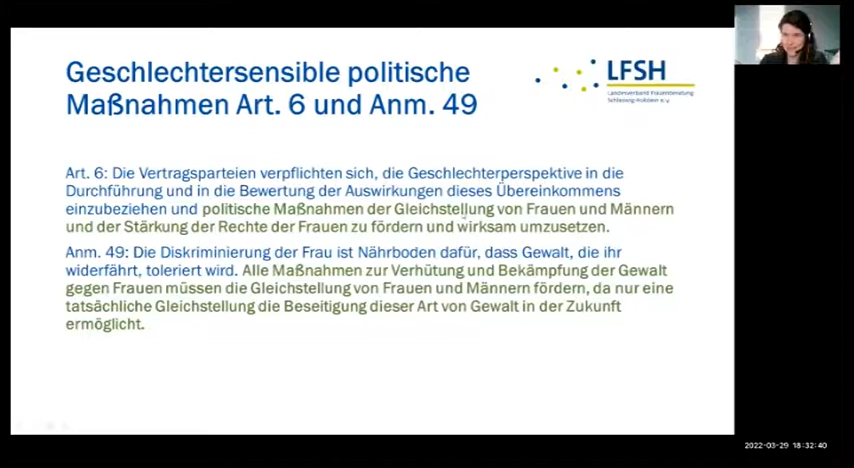 Geschlechtersensible politische
Maßnahmen Art. 6 und Anm. 49
LFSH
Landesverband Frauenberatung
Schleswig-Holstein e.V.
Art. 6: Die Vertragsparteien verpflichten sich, die Geschlechterperspektive in die
Durchführung und in die Bewertung der Auswirkungen dieses Übereinkommens
einzubeziehen und politische Maßnahmen der Gleichstellung von Frauen und Männern
und der Stärkung der Rechte der Frauen zu fördern und wirksam umzusetzen.
Anm. 49: Die Diskriminierung der Frau ist Nährboden dafür, dass Gewalt, die ihr
widerfährt, toleriert wird. Alle Maßnahmen zur Verhütung und Bekämpfung der Gewalt
gegen Frauen müssen die Gleichstellung von Frauen und Männern fördern, da nur eine
tatsächliche Gleichstellung die Beseitigung dieser Art von Gewalt in der Zukunft
ermöglicht.
2022-03-29 18:32:40